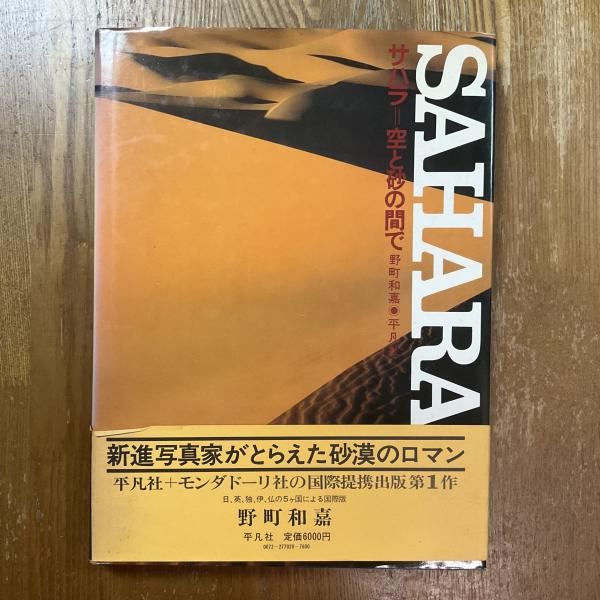 SAHARA
サハラ＝空と砂の間で
野町和嘉●平凡社
新進写真家がとらえた砂漠のロマン
平凡社＋モンダドーリ社の国際提携出版第1作
日、英、独、伊、仏の5ヶ国による国際版
野町和嘉
平凡社 定価6000円
0072-277020-7600